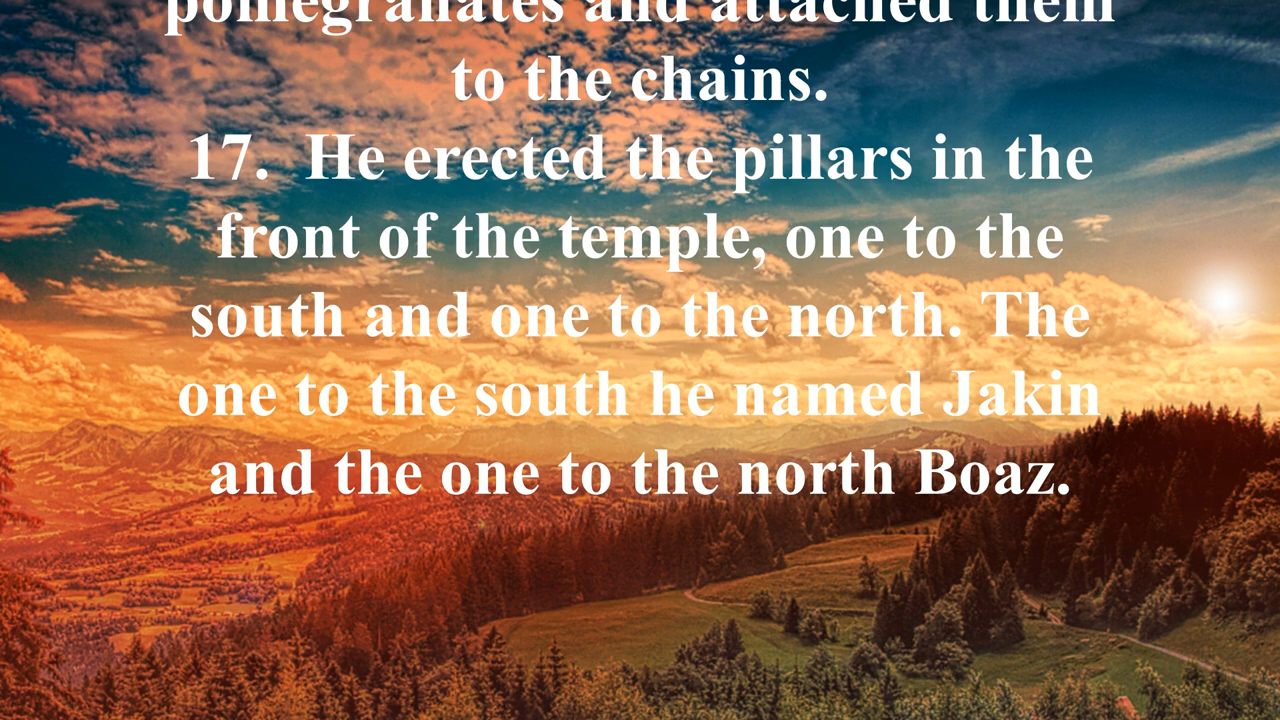 pomegranates and attached them
to the chains.
17. He erected the pillars in the
front of the temple, one to the
south and one to the north. The
one to the south he named Jakin
and the one to the north Boaz.